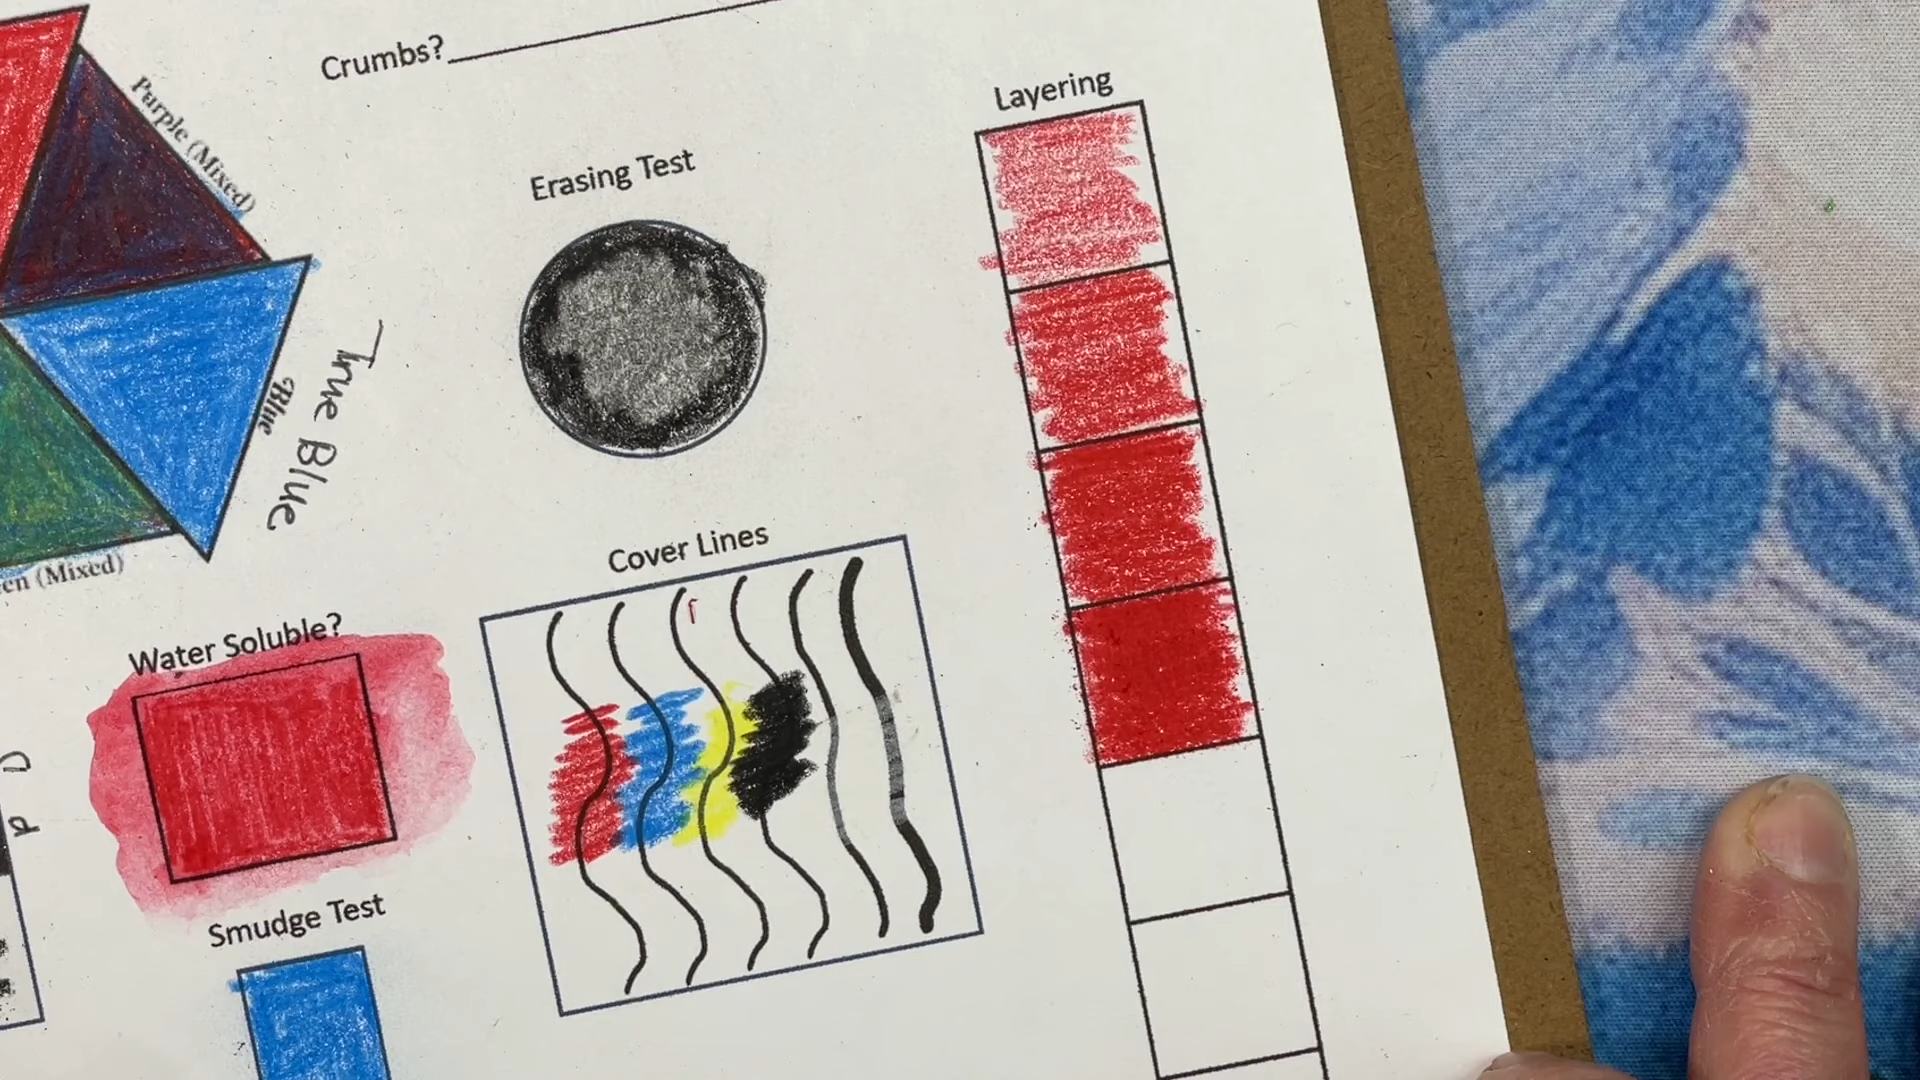 Crumbs?
Layering
Purple (Mixed)
Erasing Test
Blue
True Blue
en (Mixed)
Cover Lines
Water Soluble?
Smudge Test